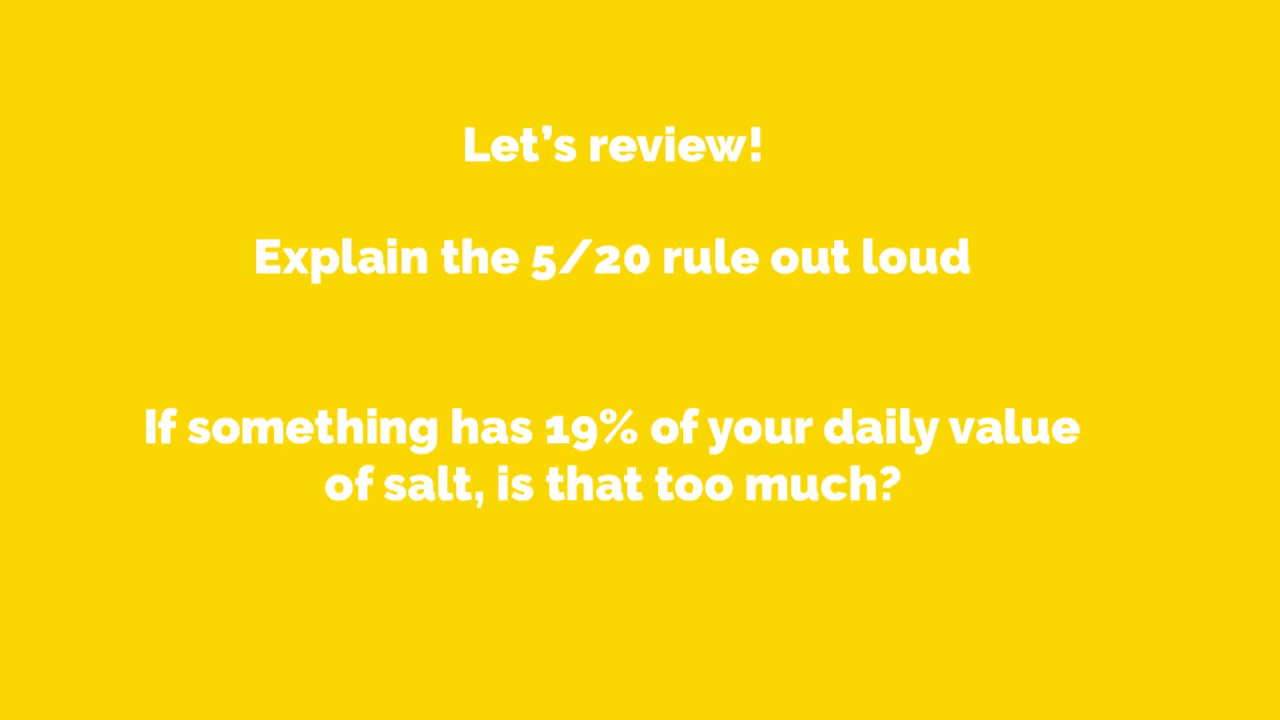 Let’s review!
Explain the 5/20 rule out loud
If something has 19% of your daily value
of salt, is that too much?